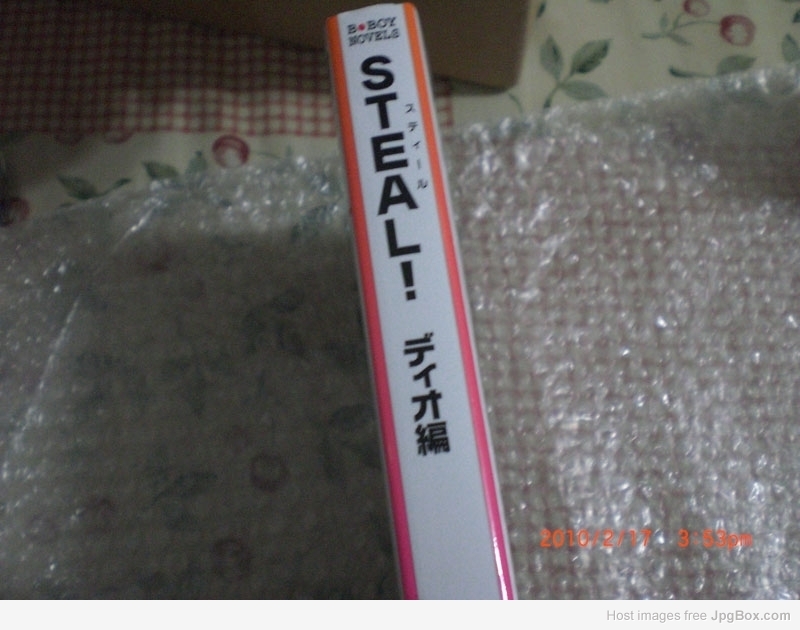 B•BOY
NOVELS
STEAL!
スティール
ディオ編
2010/2/17 3:53pm
Host images free JpgBox.com